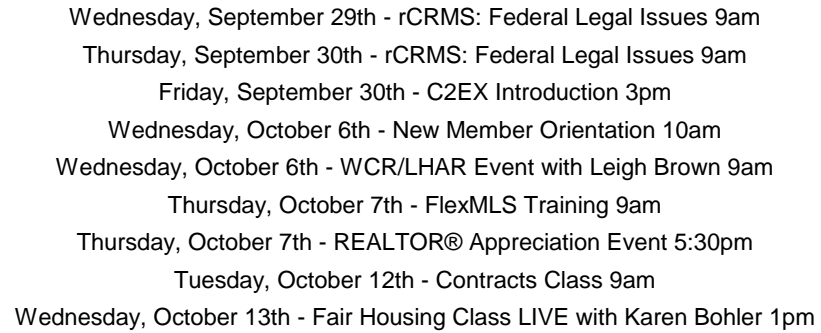 Wednesday, September 29th - rCRMS: Federal Legal Issues 9am
Thursday, September 30th - rCRMS: Federal Legal Issues 9am
Friday, September 30th - C2EX Introduction 3pm
Wednesday, October 6th - New Member Orientation 10am
Wednesday, October 6th - WCR/LHAR Event with Leigh Brown 9am
Thursday, October 7th - FlexMLS Training 9am
Thursday, October 7th - REALTOR® Appreciation Event 5:30pm
Tuesday, October 12th - Contracts Class 9am
Wednesday, October 13th - Fair Housing Class LIVE with Karen Bohler 1pm